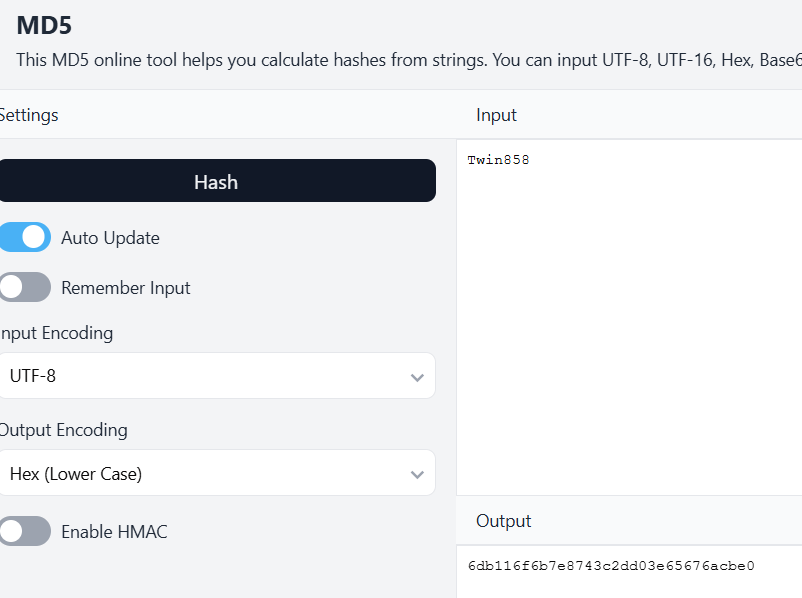 MD5
This MD5 online tool helps you calculate hashes from strings. You can input UTF-8, UTF-16, Hex, Base6
Settings
Input
Hash
Twin858
Auto Update
Remember Input
Input Encoding
UTF-8
Output Encoding
Hex (Lower Case)
Output
Enable HMAC
6db116f6b7e8743c2dd03e65676acbe0